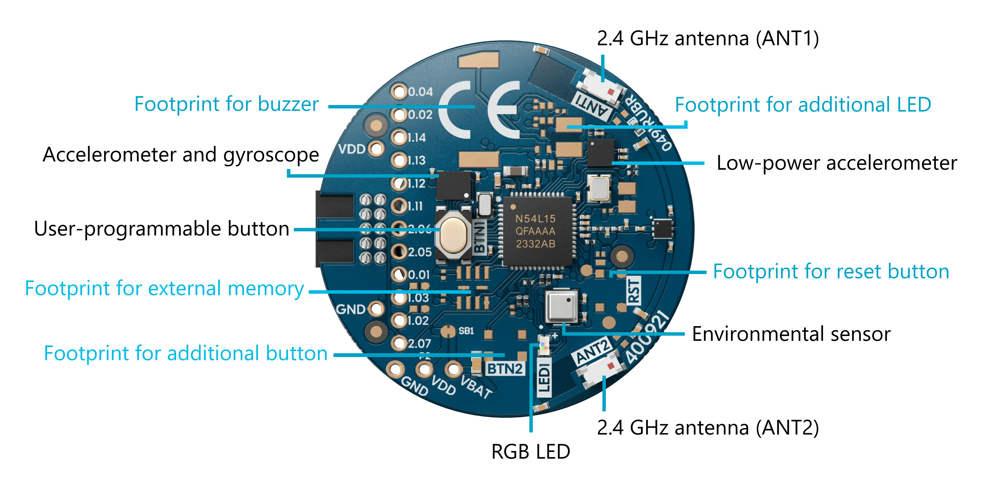 2.4 GHz antenna (ANT1)
Footprint for buzzer
Footprint for additional LED
Accelerometer and gyroscope
Low-power accelerometer
User-programmable button
Footprint for reset button
Footprint for external memory
Environmental sensor
Footprint for additional button
2.4 GHz antenna (ANT2)
RGB LED
CE
0.04
0.02
1.14
VDD
1.13
1.12
1.11
2.06
2.05
0.01
1.03
GND
1.02
2.07
P2
GND
VDD
VBAT
SB1
BTN1
BTN2
LED1
N54L15
QFAAAA
2332AB
ANT1
RST
ANT2
400921